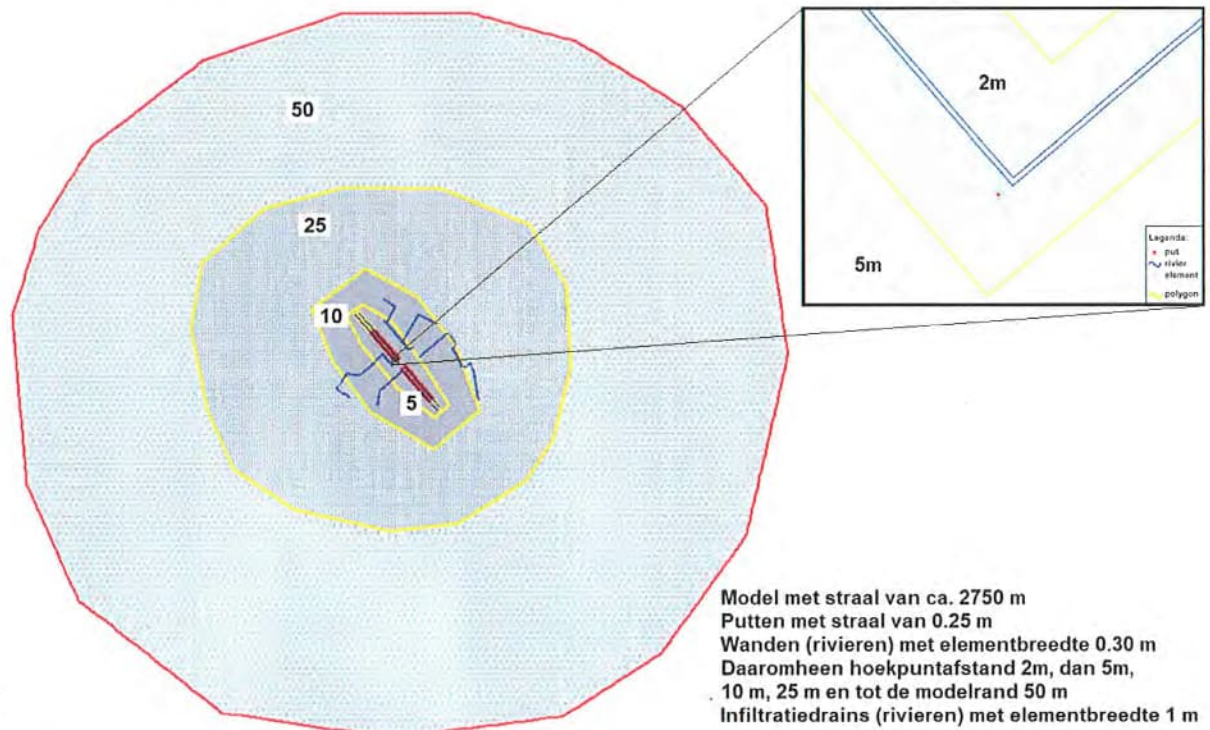 50
25
10
5
2m
5m
Legenda:
put
rivier
element
polygon
Model met straal van ca. 2750 m
Putten met straal van 0.25 m
Wanden (rivieren) met elementbreedte 0.30 m
Daaromheen hoekpuntafstand 2m, dan 5m,
10 m, 25 m en tot de modelrand 50 m
Infiltratiedrains (rivieren) met elementbreedte 1 m